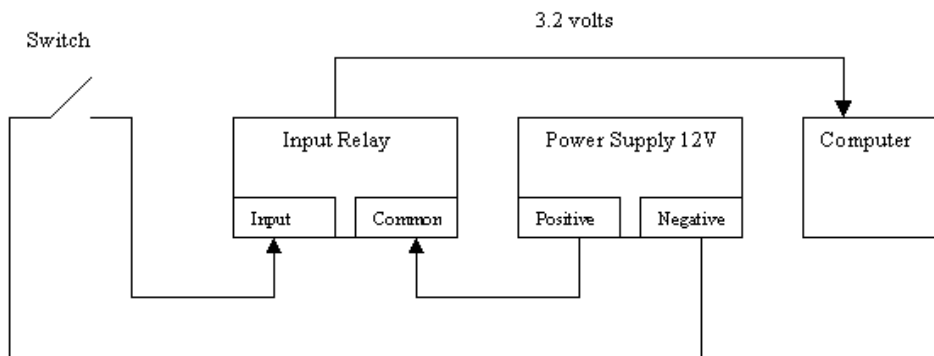 3.2 volts
Switch
Input Relay
Power Supply 12V
Computer
Input
Common
Positive
Negative